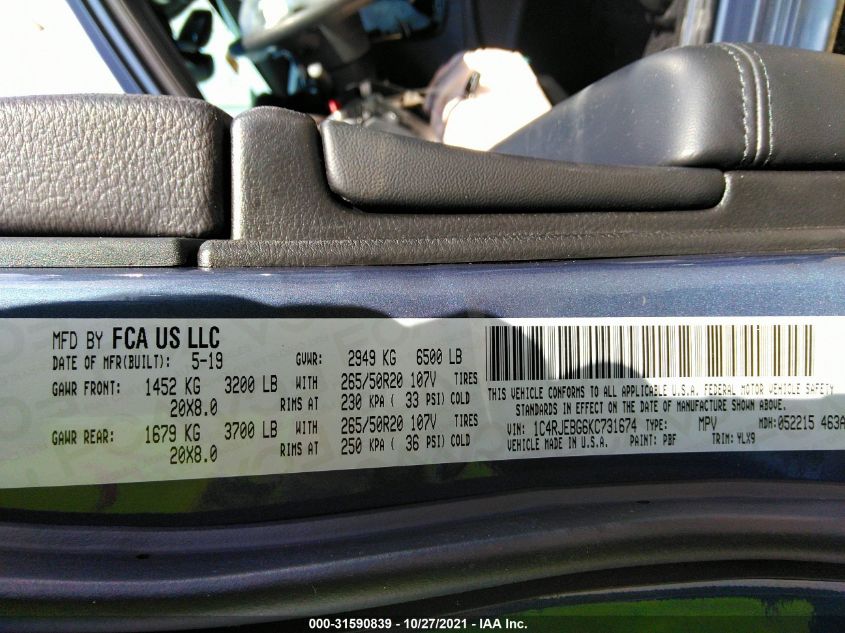 MFD BY FCA US LLC
DATE OF MFR(BUILT): 5-19 GVWR: 2949 KG 6500 LB
GAWR FRONT: 1452 KG 3200 LB WITH 265/50R20 107V TIRES
20X8.0 RIMS AT 230 KPA ( 33 PSI) COLD
GAWR REAR: 1679 KG 3700 LB WITH 265/50R20 107V TIRES
20X8.0 RIMS AT 250 KPA ( 36 PSI) COLD
THIS VEHICLE CONFORMS TO ALL APPLICABLE U.S.A. FEDERAL MOTOR VEHICLE SAFETY
STANDARDS IN EFFECT ON THE DATE OF MANUFACTURE SHOWN ABOVE.
VIN: 1C4RJEBG6KC731674 TYPE: MPV MDH: 052215 463A
VEHICLE MADE IN U.S.A. PAINT: PBF TRIM: YLX9
000-31590839 - 10/27/2021 - IAA Inc.